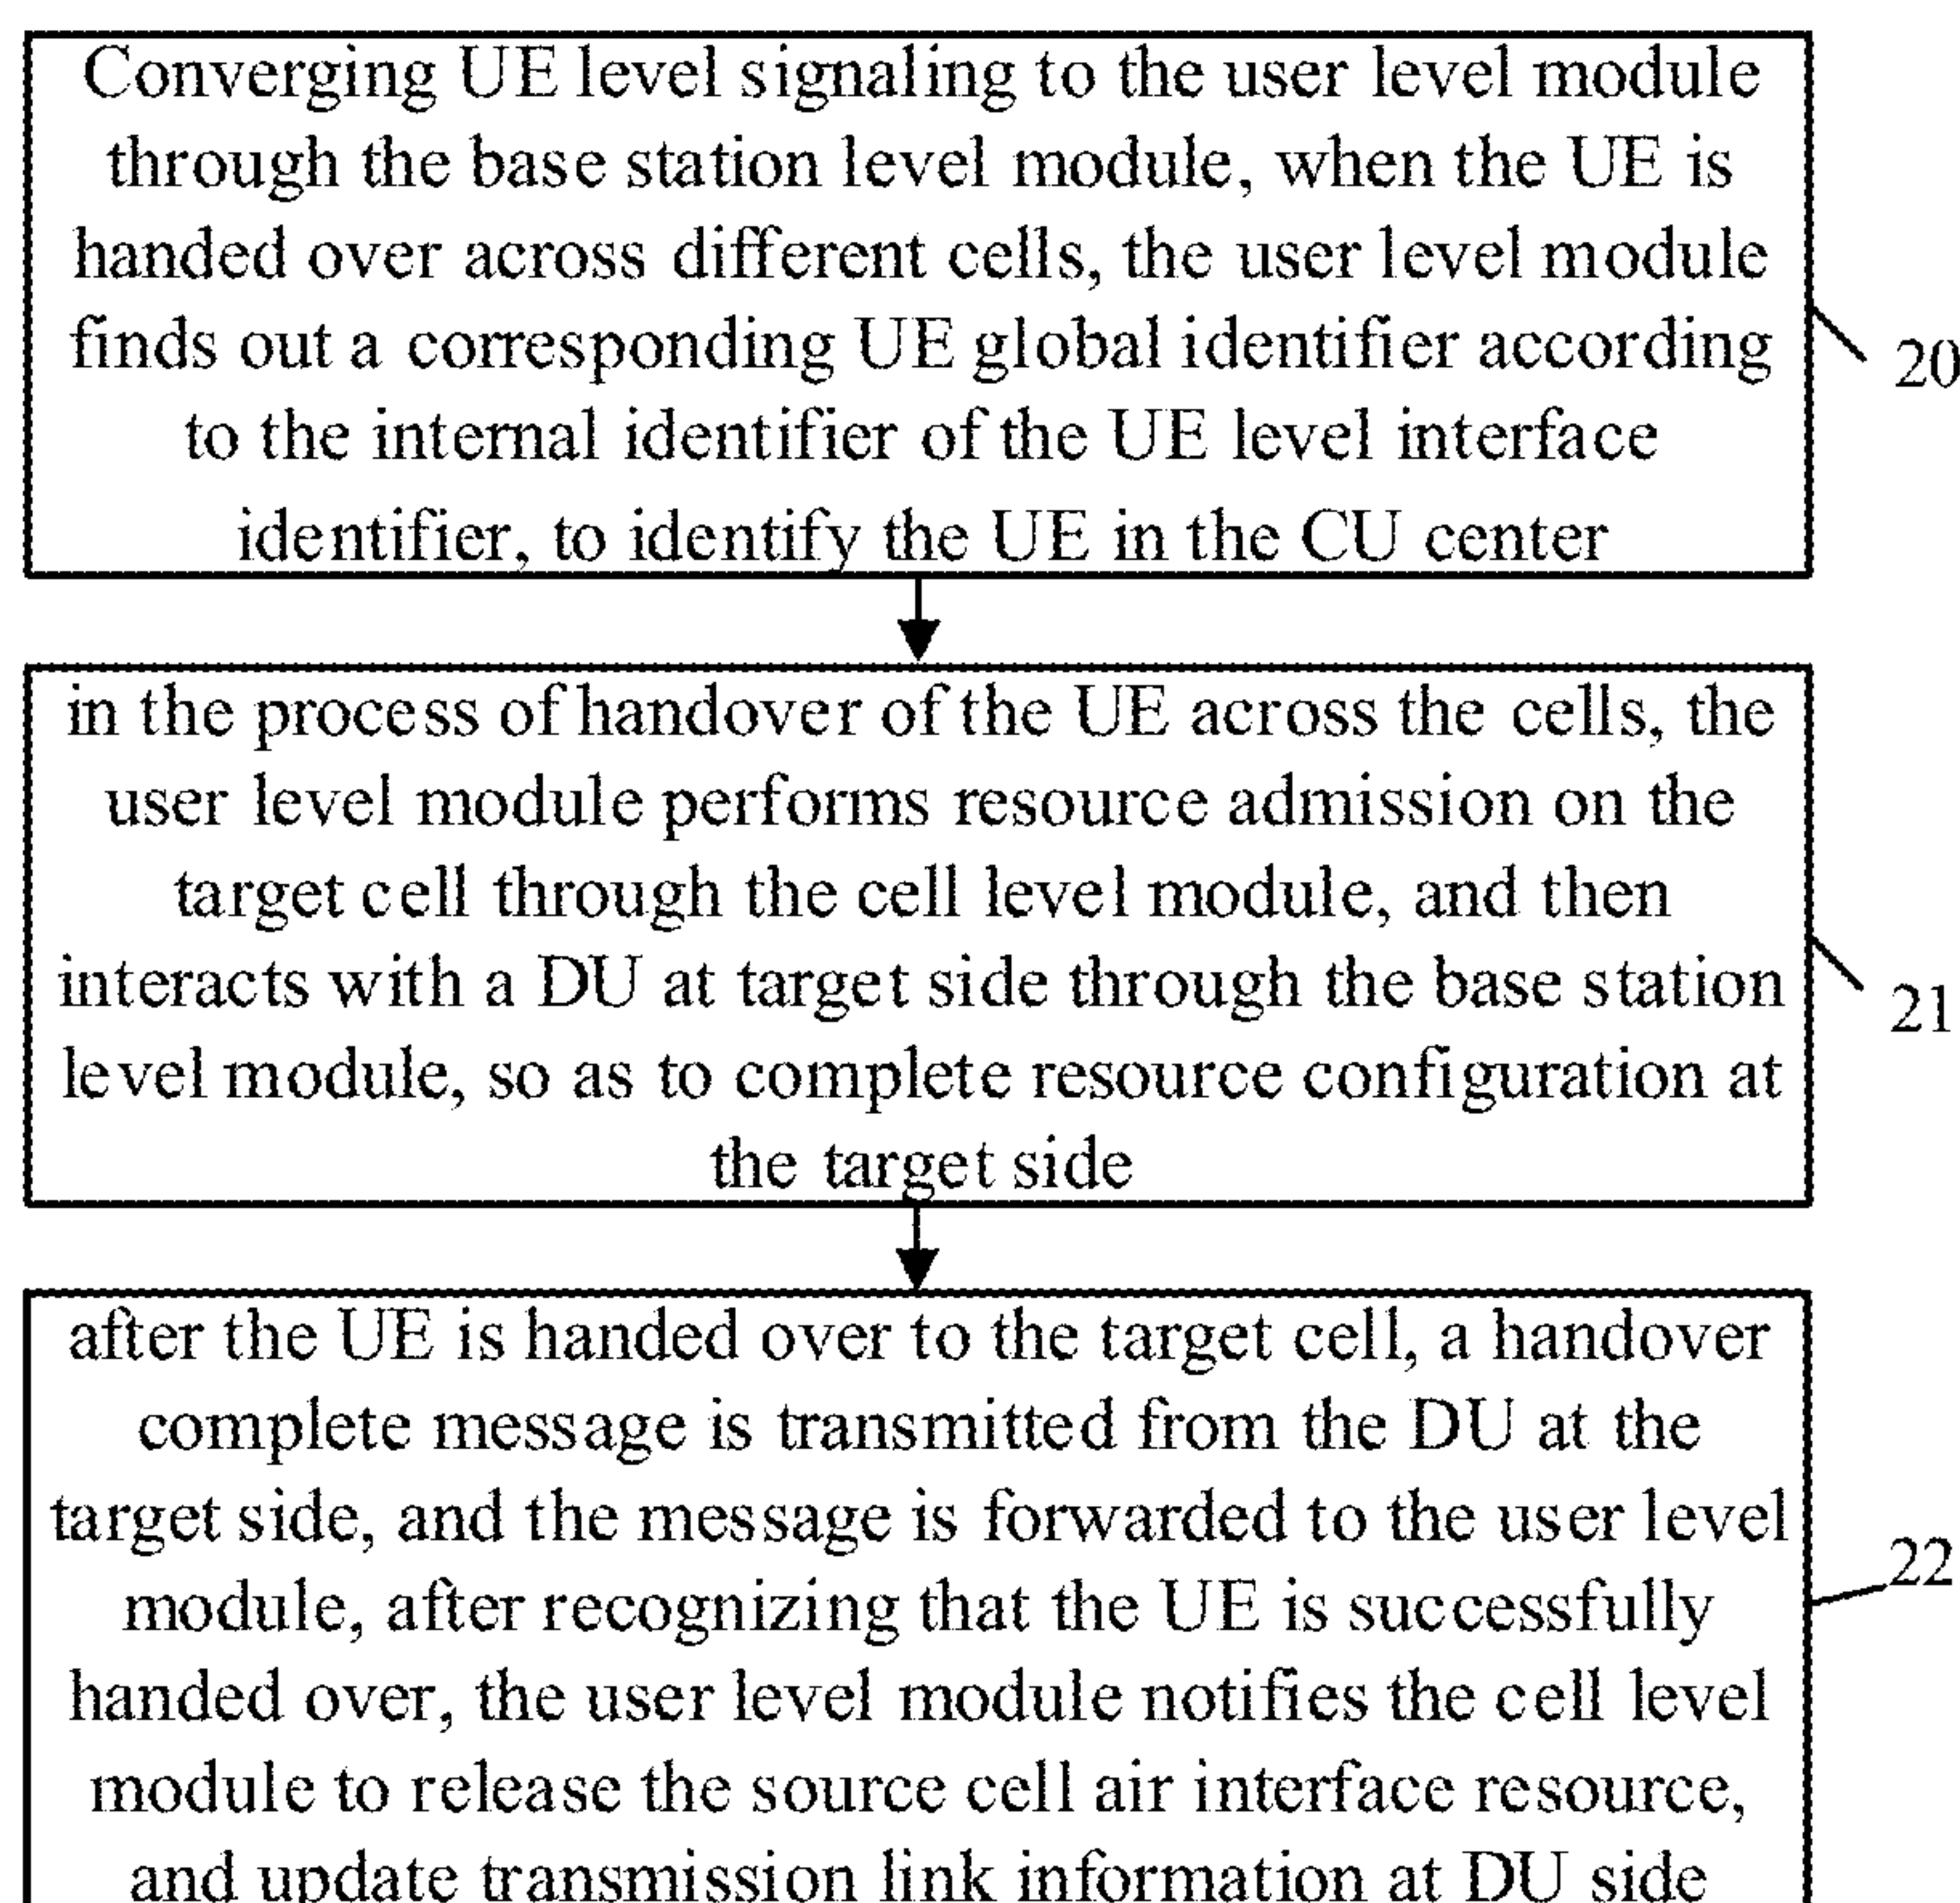 Converging UE level signaling to the user level module
through the base station level module, when the UE is
handed over across different cells, the user level module
finds out a corresponding UE global identifier according
to the internal identifier of the UE level interface
identifier, to identify the UE in the CU center
20
in the process of handover of the UE across the cells, the
user level module performs resource admission on the
target cell through the cell level module, and then
interacts with a DU at target side through the base station
level module, so as to complete resource configuration at
the target side
21
after the UE is handed over to the target cell, a handover
complete message is transmitted from the DU at the
target side, and the message is forwarded to the user level
module, after recognizing that the UE is successfully
handed over, the user level module notifies the cell level
module to release the source cell air interface resource,
and update transmission link information at DU side
22